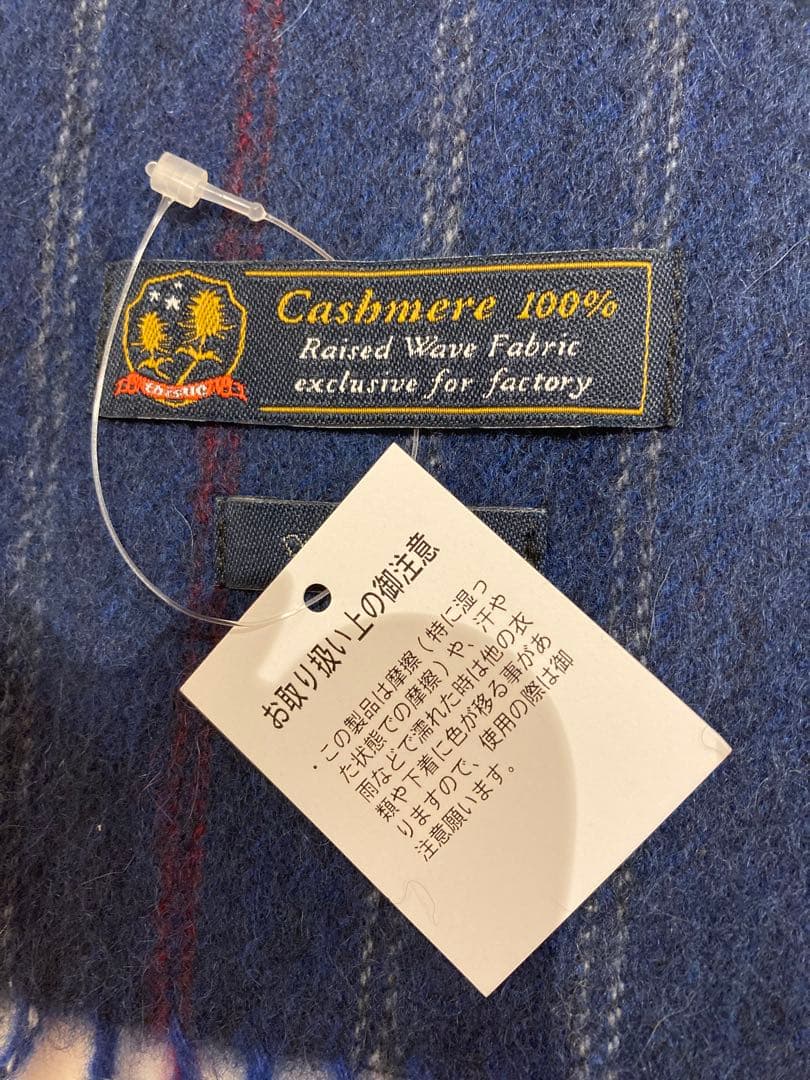 Cashmere 100%
Raised Wave Fabric
exclusive for factory
thistle
お取り扱い上の御注意
・この製品は摩擦(特に湿っ
た状態での摩擦)や、汗や
雨などで濡れた時は他の衣
類や下着に色が移る事があ
りますので、使用の際は御
注意願います。